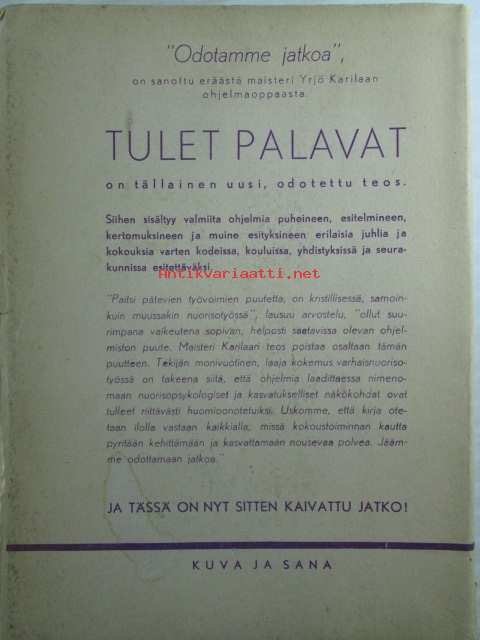 "Odotamme jatkoa",
on sanottu eräästä maisteri Yrjö Karilaan
ohjelmaoppaasta.
TULET PALAVAT
on tällainen uusi, odotettu teos.
Siihen sisältyy valmiita ohjelmia puheineen, esitelmineen,
kertomuksineen ja muine esityksineen erilaisia juhlia ja
kokouksia varten kodeissa, kouluissa, yhdistyksissä ja seura-
kunnissa esitettäväksi.
Antikvariaatti.net
"Paitsi pätevien työvoimien puutetta, on kristillisessä, samoin-
kuin muussakin nuorisotyössä", lausuu arvostelu, "ollut suu-
rimpana vaikeutena sopivan, helposti saatavissa olevan ohjel-
miston puute. Maisteri Karilaan teos poistaa osaltaan tämän
puutteen. Tekijän monivuotinen, laaja kokemus varhaisnuoriso-
työssä on takeena siitä, että ohjelmia laadittaessa nimeno-
maan nuorisopsykologiset ja kasvatukselliset näkökohdat ovat
tulleet riittävästi huomioonotetuiksi. Uskomme, että kirja ote-
taan ilolla vastaan kaikkialla, missä kokoustoiminnan kautta
pyritään kehittämään ja kasvattamaan nousevaa polvea. Jääm-
me odottamaan jatkoa."
JA TÄSSÄ ON NYT SITTEN KAIVATTU JATKO!
KUVA JA SANA